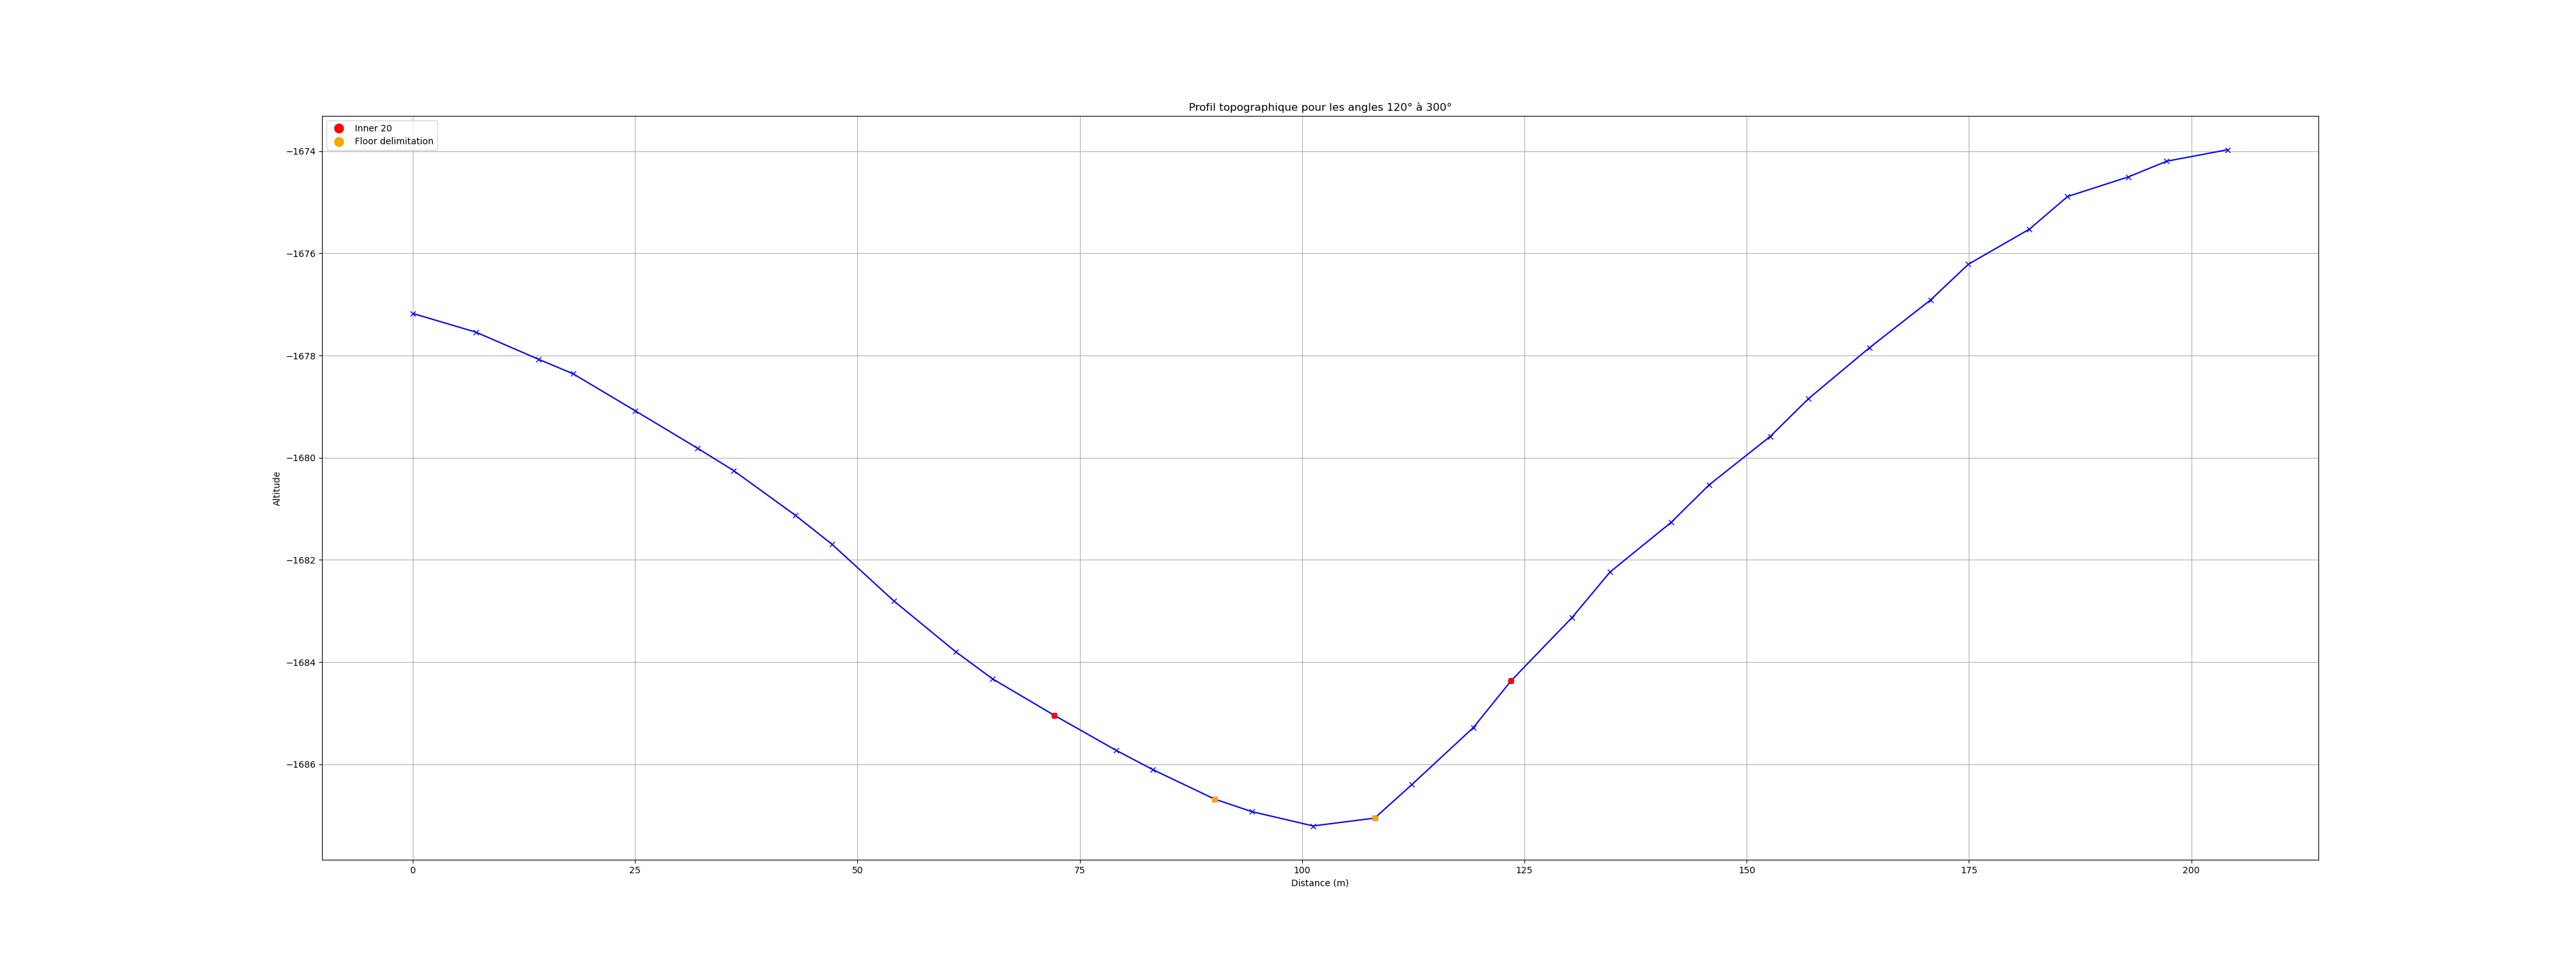 Profil topographique pour les angles 120° à 300°
Inner 20
Floor delimitation
−1674
−1676
−1678
−1680
−1682
−1684
−1686
Altitude
0 25 50 75 100 125 150 175 200
Distance (m)